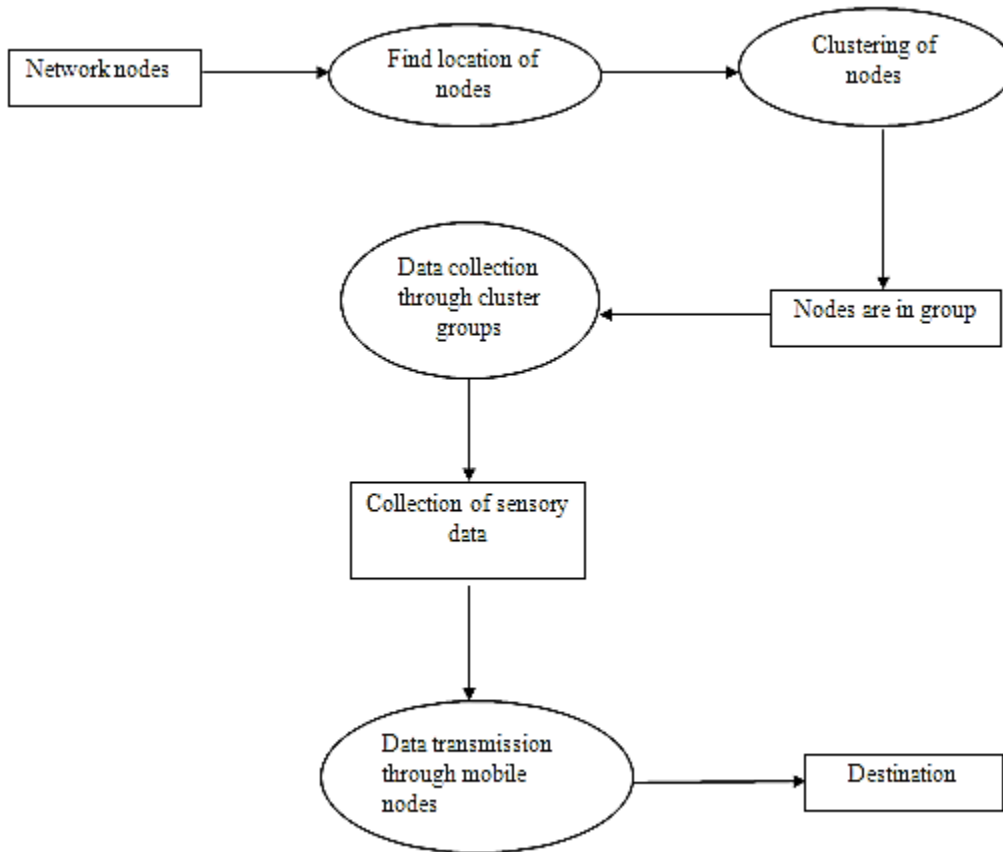 Network nodes
Find location of
nodes
Clustering of
nodes
Nodes are in group
Data collection
through cluster
groups
Collection of sensory
data
Data transmission
through mobile
nodes
Destination